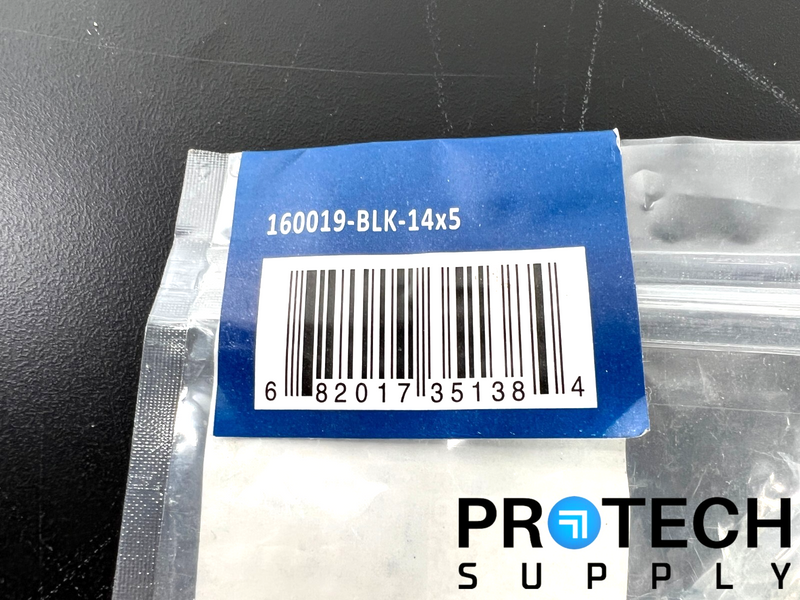 160019-BLK-14x5
6 82017 35138 4
PROTECH
SUPPLY